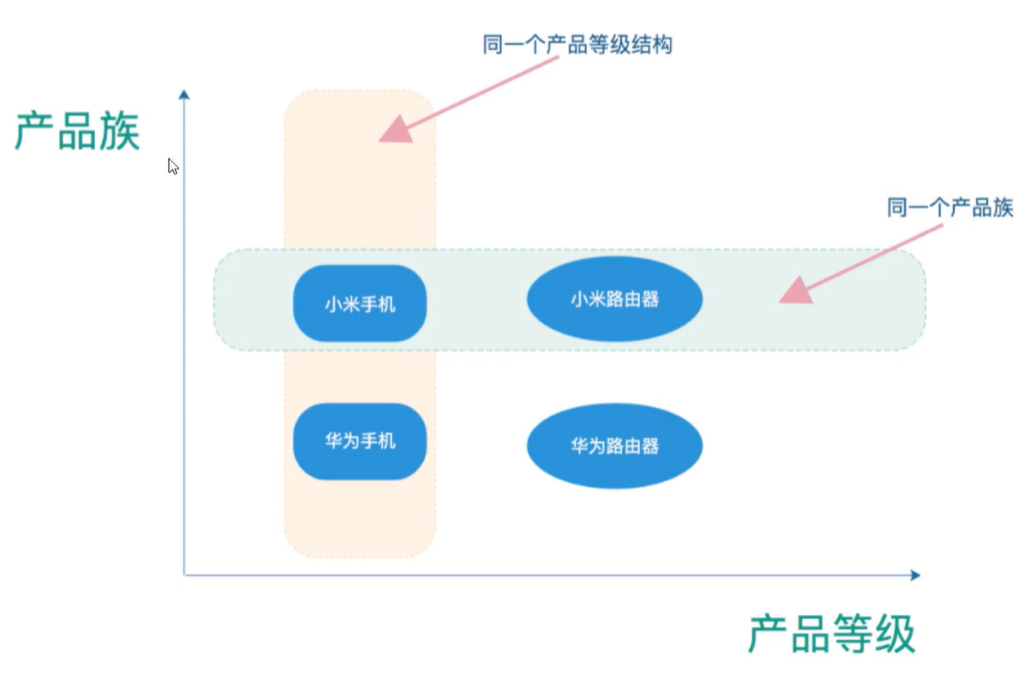 同一个产品等级结构
产品族
同一个产品族
小米手机
小米路由器
华为手机
华为路由器
产品等级